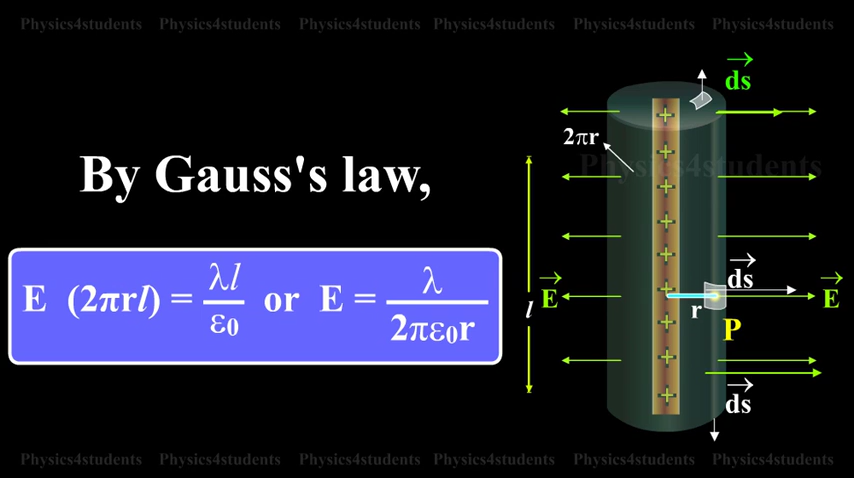 Physics4students Physics4students Physics4students Physics4students Physics4students Physics4students
ds
2πr
Physics4students
By Gauss's law,
E (2πrl) = λl/ε₀ or E = λ/2πε₀r
l
E
ds
E
r
P
ds
Physics4students Physics4students Physics4students Physics4students Physics4students Physics4students